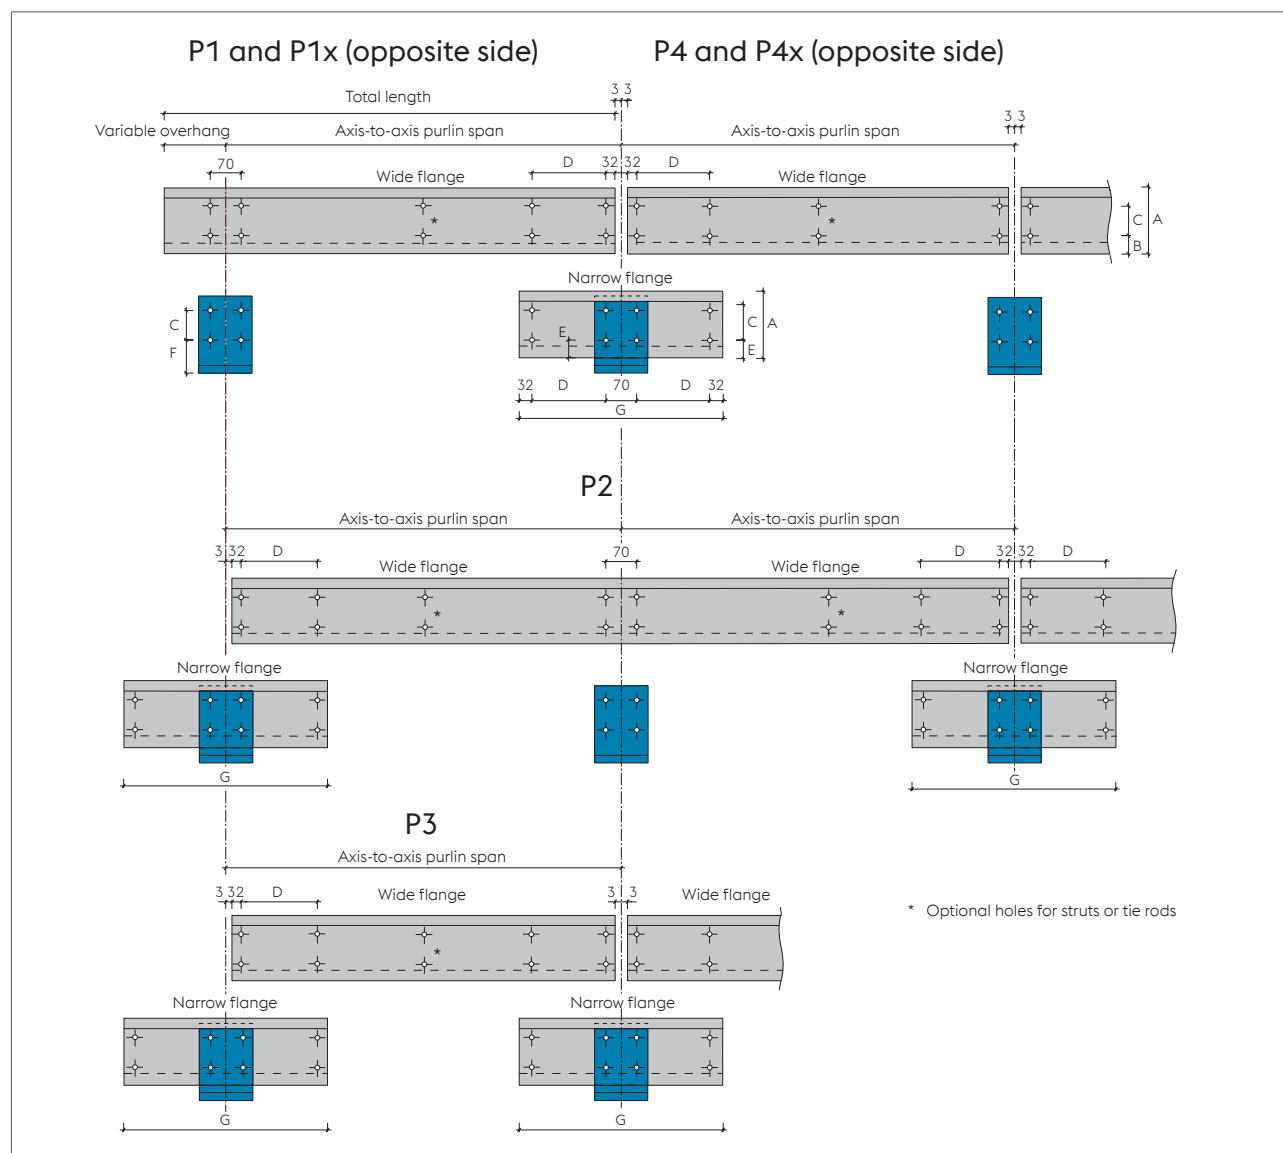 P1 and P1x (opposite side) P4 and P4x (opposite side)
Total length 3 3
Variable overhang Axis-to-axis purlin span Axis-to-axis purlin span 3 3
70 D 32 32 D
Wide flange Wide flange
* *
C A
B
Narrow flange
C E C A
F E
32 D 70 D 32
G
P2
Axis-to-axis purlin span Axis-to-axis purlin span
3 32 D 70 D 32 32 D
Wide flange Wide flange
* *
Narrow flange Narrow flange
G G
P3
Axis-to-axis purlin span
3 32 D Wide flange 3 3 Wide flange
* Optional holes for struts or tie rods
*
Narrow flange Narrow flange
G G